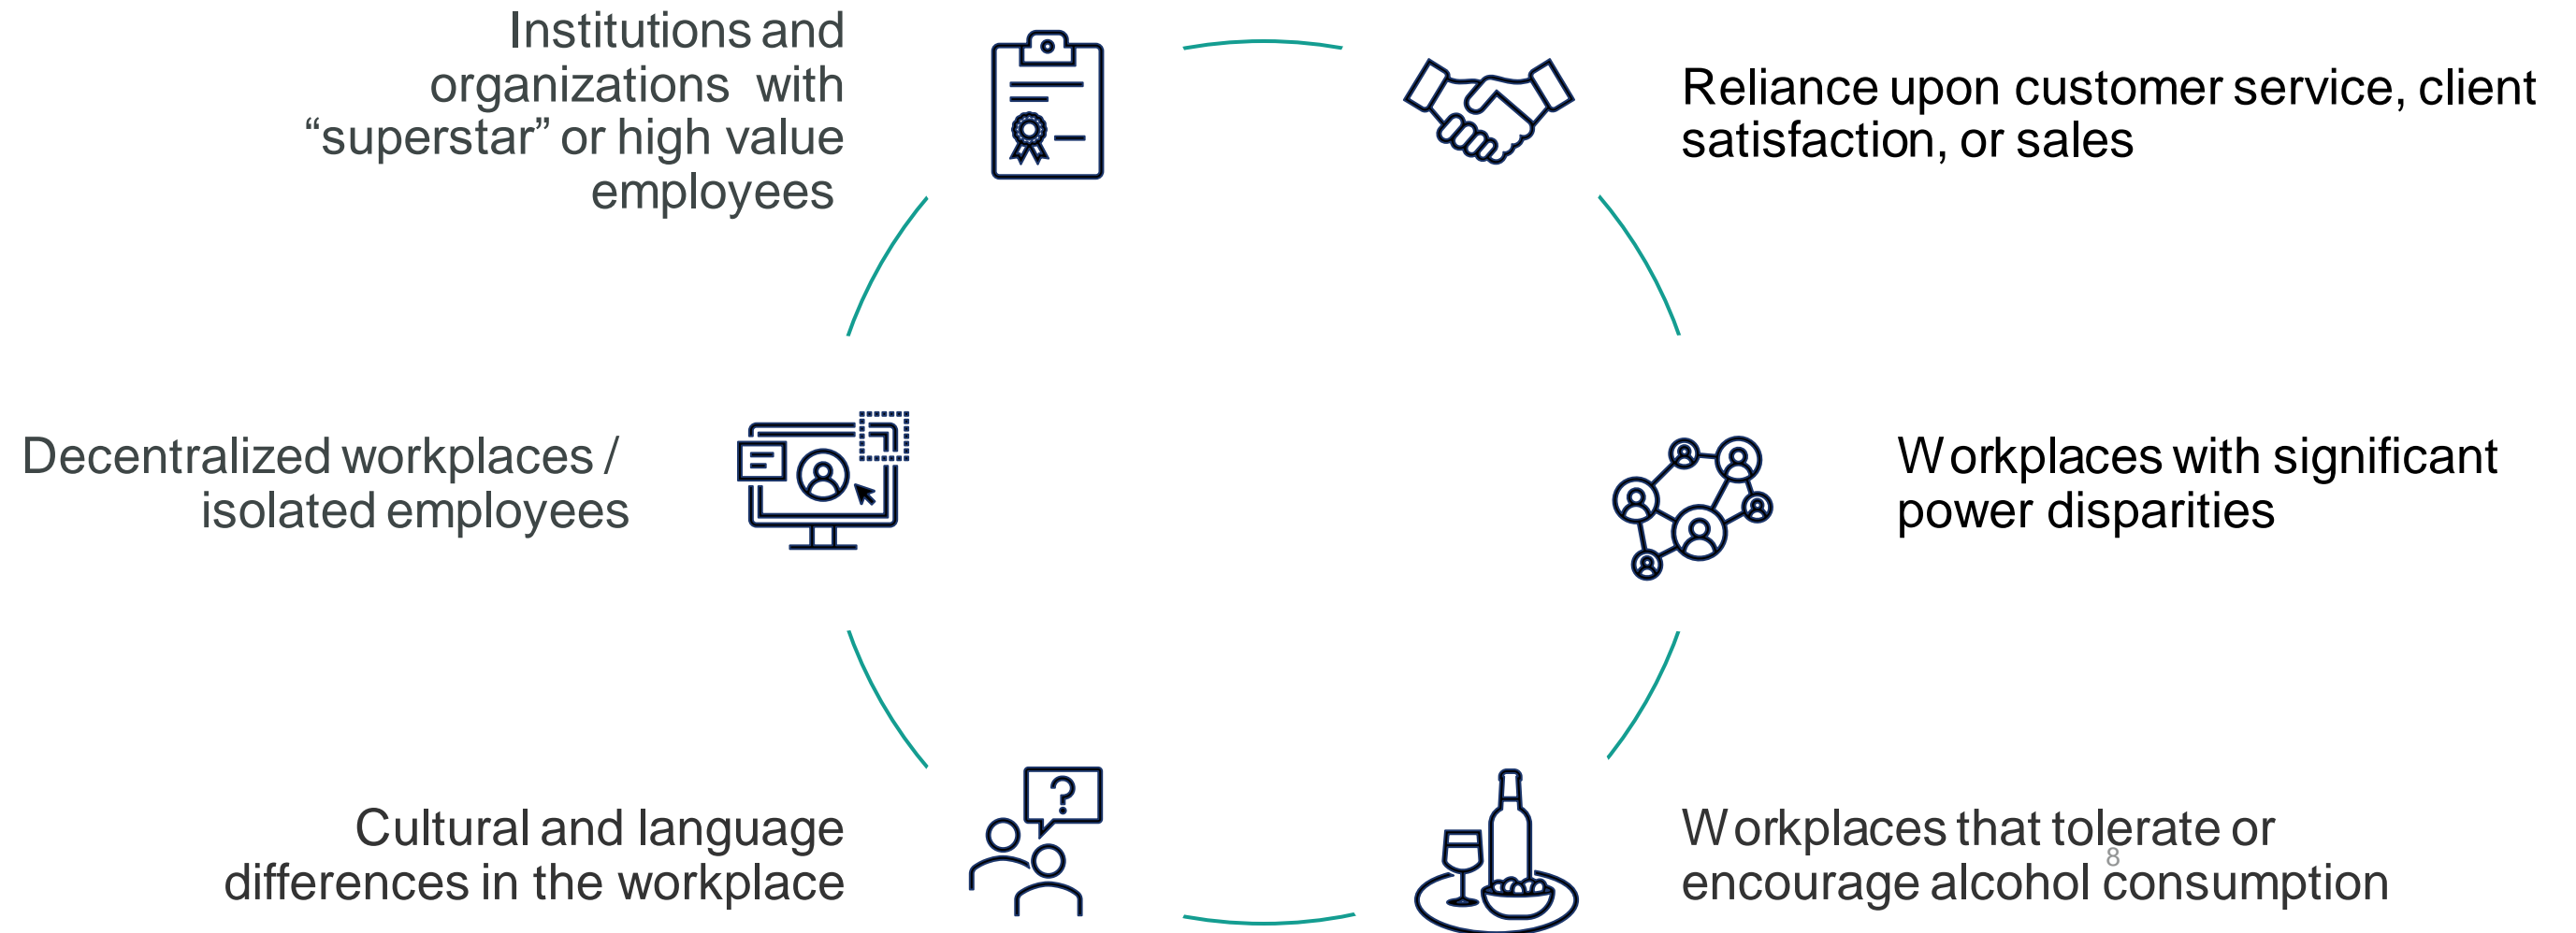 Institutions and
organizations with
“superstar” or high value
employees
Reliance upon customer service, client
satisfaction, or sales
Decentralized workplaces /
isolated employees
Workplaces with significant
power disparities
?
Cultural and language
differences in the workplace
Workplaces that tolerate or
encourage alcohol consumption
8